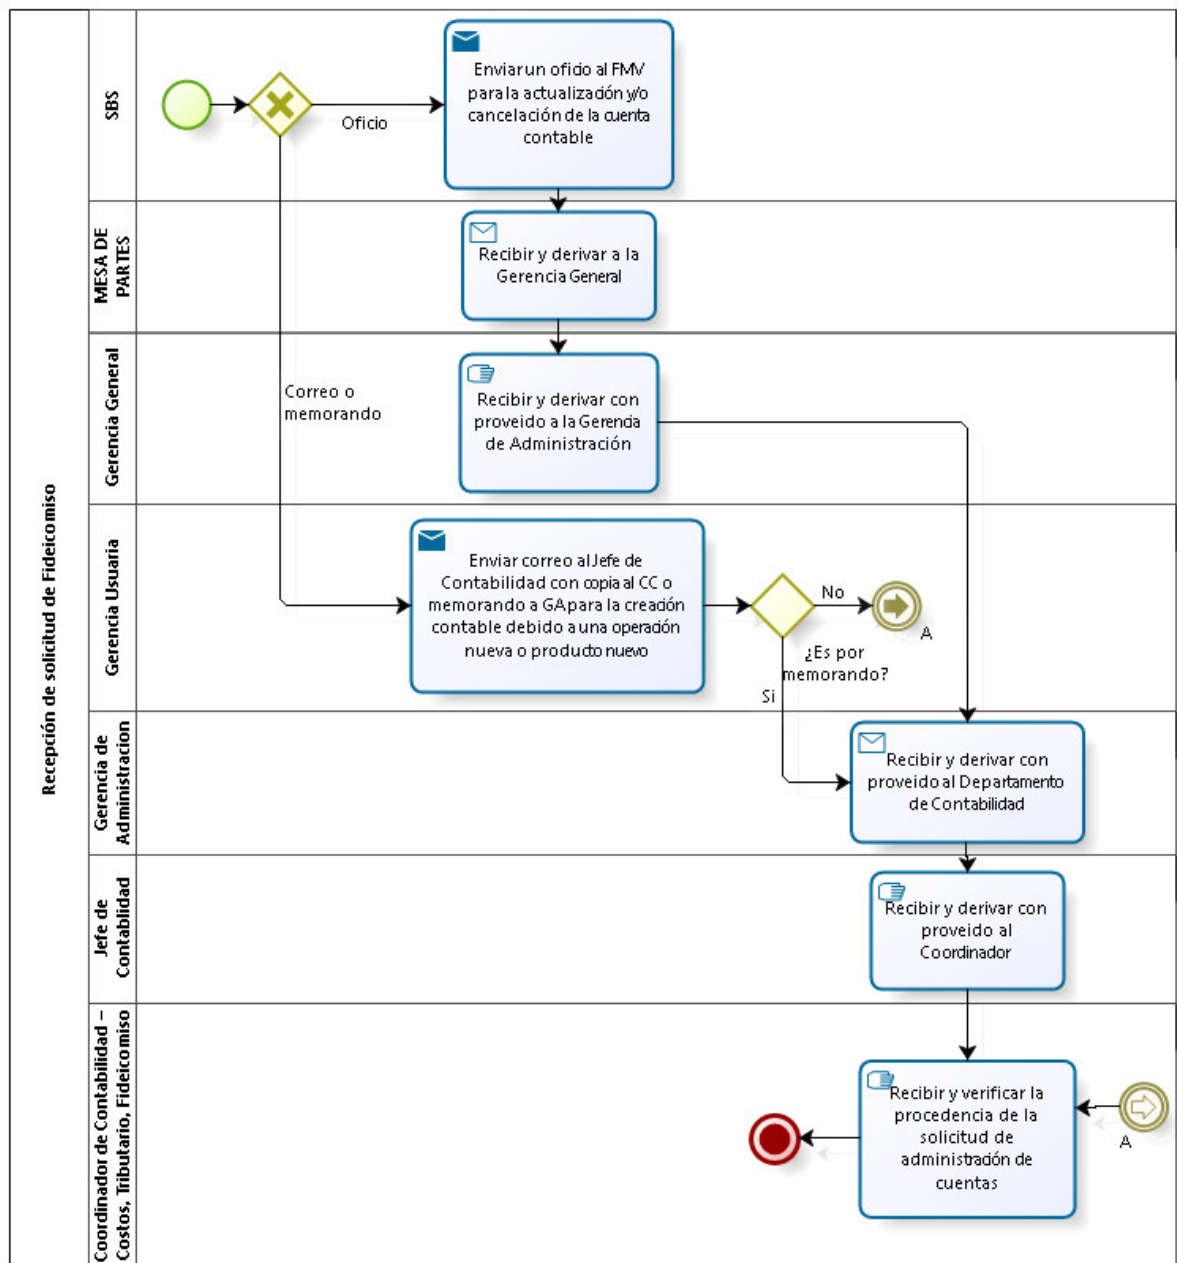 Recepción de solicitud de Fideicomiso
SBS
Enviar un oficio al FMV
para la actualización y/o
cancelación de la cuenta
contable
Oficio
MESA DE
PARTES
Recibir y derivar a la
Gerencia General
Gerencia General
Correo o
memorando
Recibir y derivar con
proveido a la Gerencia
de Administración
Gerencia Usuaria
Enviar correo al Jefe de
Contabilidad con copia al CC o
memorando a GA para la creación
contable debido a una operación
nueva o producto nuevo
No
A
¿Es por
memorando?
Si
Gerencia de
Administracion
Recibir y derivar con
proveido al Departamento
de Contabilidad
Jefe de
Contablidad
Recibir y derivar con
proveido al
Coordinador
Coordinador de Contabilidad –
Costos, Tributario, Fideicomiso
Recibir y verificar la
procedencia de la
solicitud de
administración de
cuentas
A